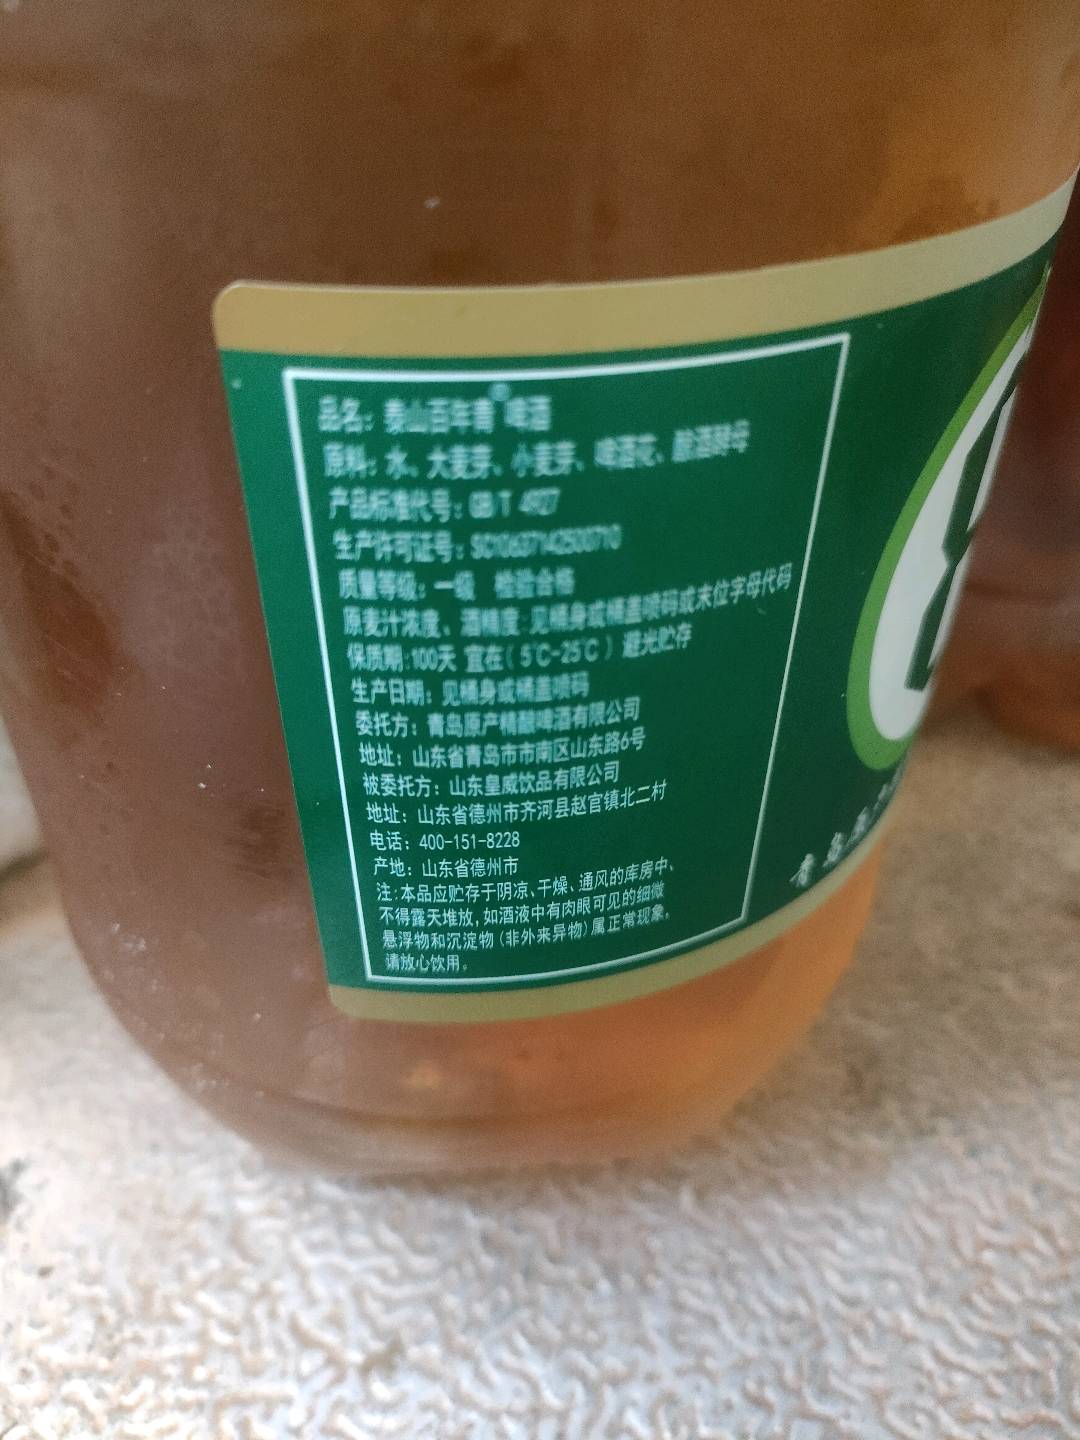 品名：泰山百年青®啤酒
原料：水、大麦芽、小麦芽、啤酒花、酿酒酵母
产品标准代号：GB/T 4927
生产许可证号：SC10637142500710
质量等级：一级 检验合格
原麦汁浓度、酒精度：见桶身或桶盖喷码或末位字母代码
保质期：100天 宜在（5℃-25℃）避光贮存
生产日期：见桶身或桶盖喷码
委托方：青岛原产精酿啤酒有限公司
地址：山东省青岛市市南区山东路6号
被委托方：山东皇威饮品有限公司
地址：山东省德州市齐河县赵官镇北二村
电话：400-151-8228
产地：山东省德州市
注：本品应贮存于阴凉、干燥、通风的库房中、
不得露天堆放，如酒液中有肉眼可见的细微
悬浮物和沉淀物（非外来异物）属正常现象，
请放心饮用。
青岛